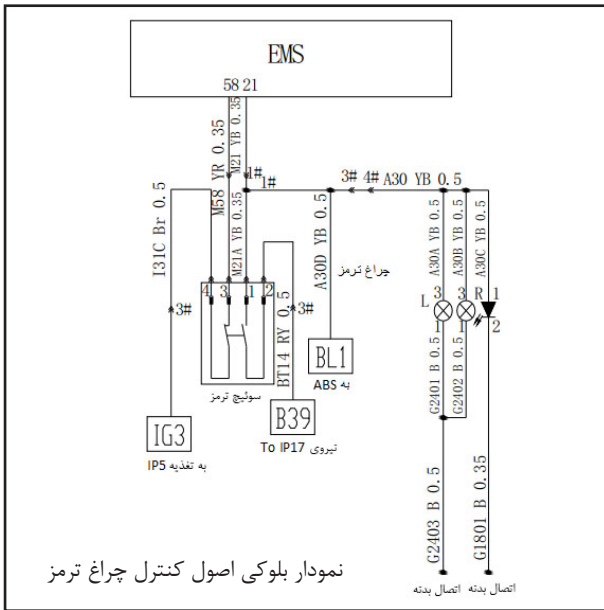 EMS
58 21
M58 YR 0.35
M21 YB 0.35
1#
1#
3# 4# A30 YB 0.5
I31C Br 0.5
M21A YB 0.35
A30D YB 0.5
چراغ ترمز
A30A YB 0.5
A30B YB 0.5
A30C YB 0.5
4 3 1 2
3#
3#
BT14 RY 0.5
سوئیچ ترمز
L 3 1
3 R 1
1 2
BL1
به ABS
G2401 B 0.5
G2402 B 0.5
IG3
به تغذیه IP5
B39
نیروی To IP17
G2403 B 0.5
G1801 B 0.35
اتصال بدنه
اتصال بدنه
نمودار بلوکی اصول کنترل چراغ ترمز